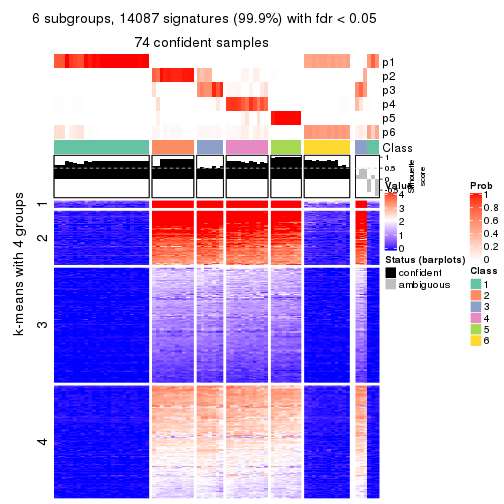 6 subgroups, 14087 signatures (99.9%) with fdr < 0.05
74 confident samples
p1
p2
p3
p4
p5
p6
Class
1
0.5
0
-0.5
Silhouette
score
k-means with 4 groups
1
2
3
4
Value
4
3
2
1
0
Status (barplots)
confident
ambiguous
Prob
1
0.8
0.6
0.4
0.2
0
Class
1
2
3
4
5
6